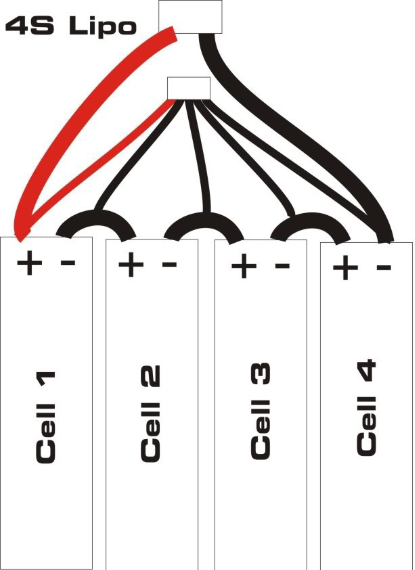 4S Lipo
+ - + - + - + -
Cell 1
Cell 2
Cell 3
Cell 4